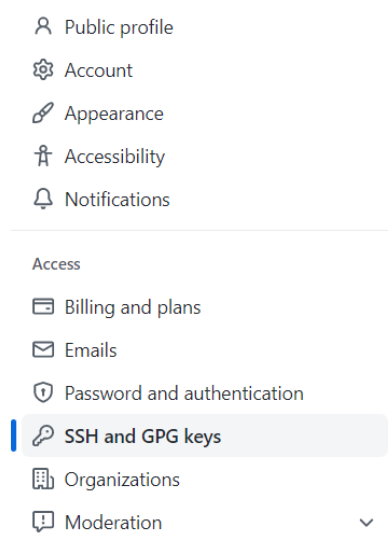 Public profile
Account
Appearance
Accessibility
Notifications
Access
Billing and plans
Emails
Password and authentication
SSH and GPG keys
Organizations
Moderation